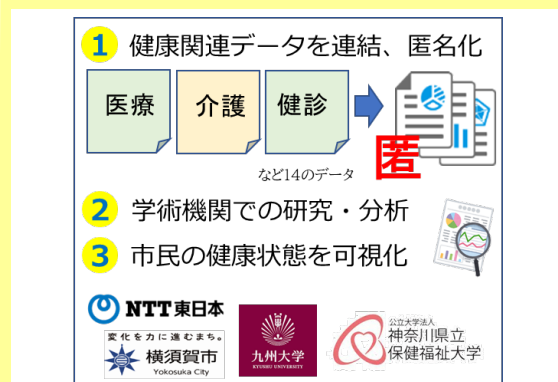 1 健康関連データを連結、匿名化
医療 介護 健診
匿
など14のデータ
2 学術機関での研究・分析
3 市民の健康状態を可視化
NTT東日本
変化を力に進むまち。
横須賀市
Yokosuka City
九州大学
KYUSHU UNIVERSITY
公立大学法人
神奈川県立
保健福祉大学